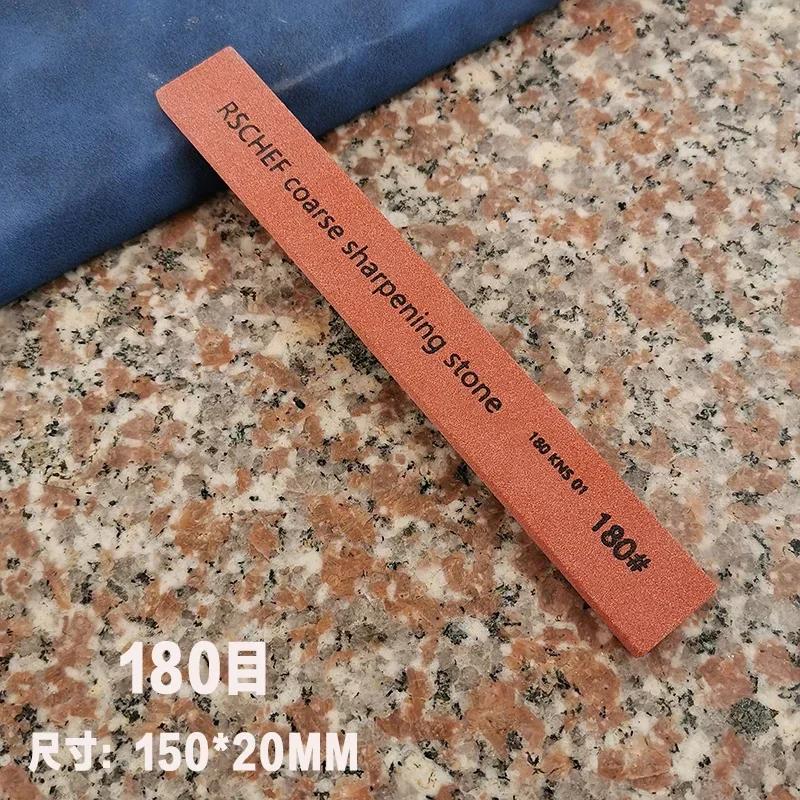 RSCHEF coarse sharpening stone
180 KNS 01
180#
180目
尺寸: 150*20MM